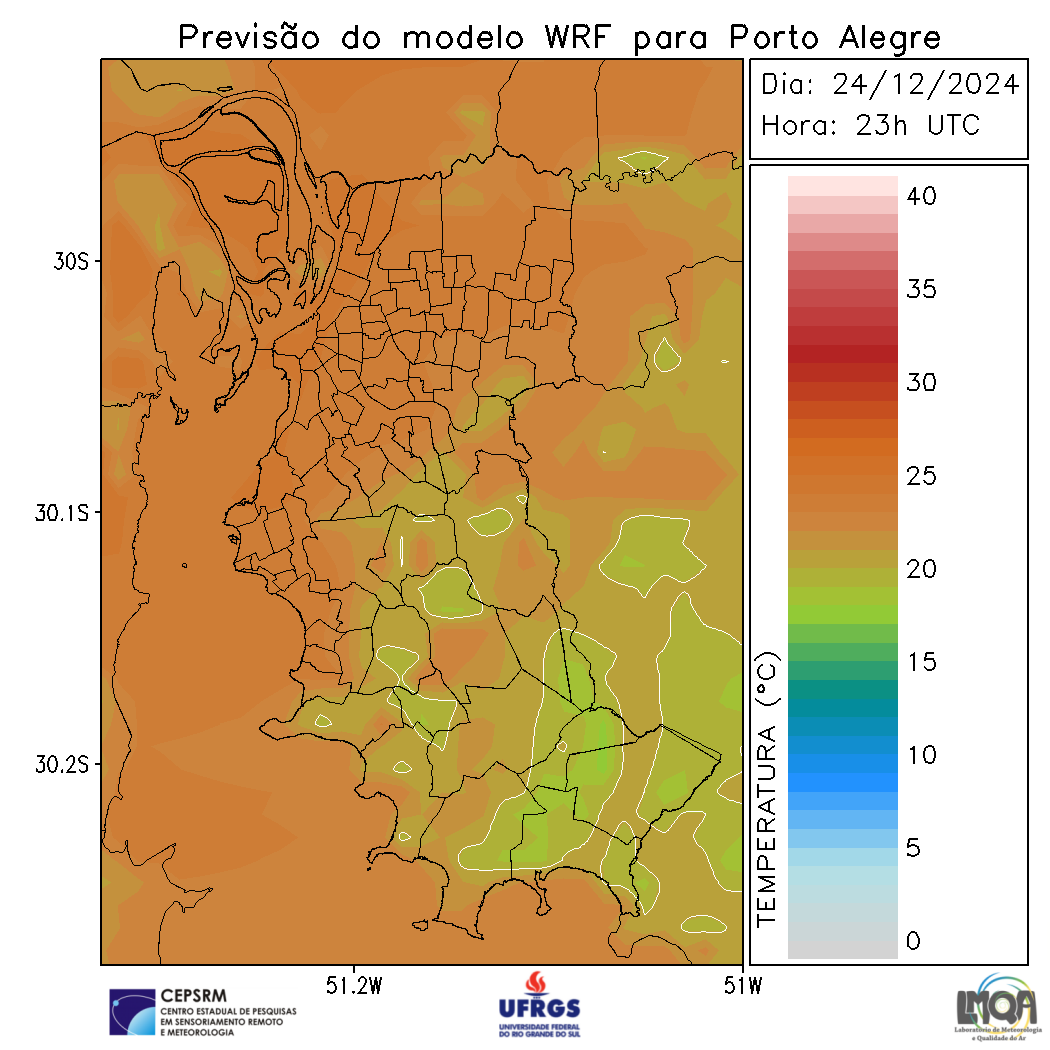 Previsão do modelo WRF para Porto Alegre
Dia: 24/12/2024
Hora: 23h UTC
40
35
30
25
20
15
10
5
0
TEMPERATURA (°C)
30S
30.1S
30.2S
51.2W
51W
CEPSRM
CENTRO ESTADUAL DE PESQUISAS
EM SENSORIAMENTO REMOTO
E METEOROLOGIA
UFRGS
UNIVERSIDADE FEDERAL
DO RIO GRANDE DO SUL
LMQA
Laboratório de Meteorologia
e Qualidade do Ar